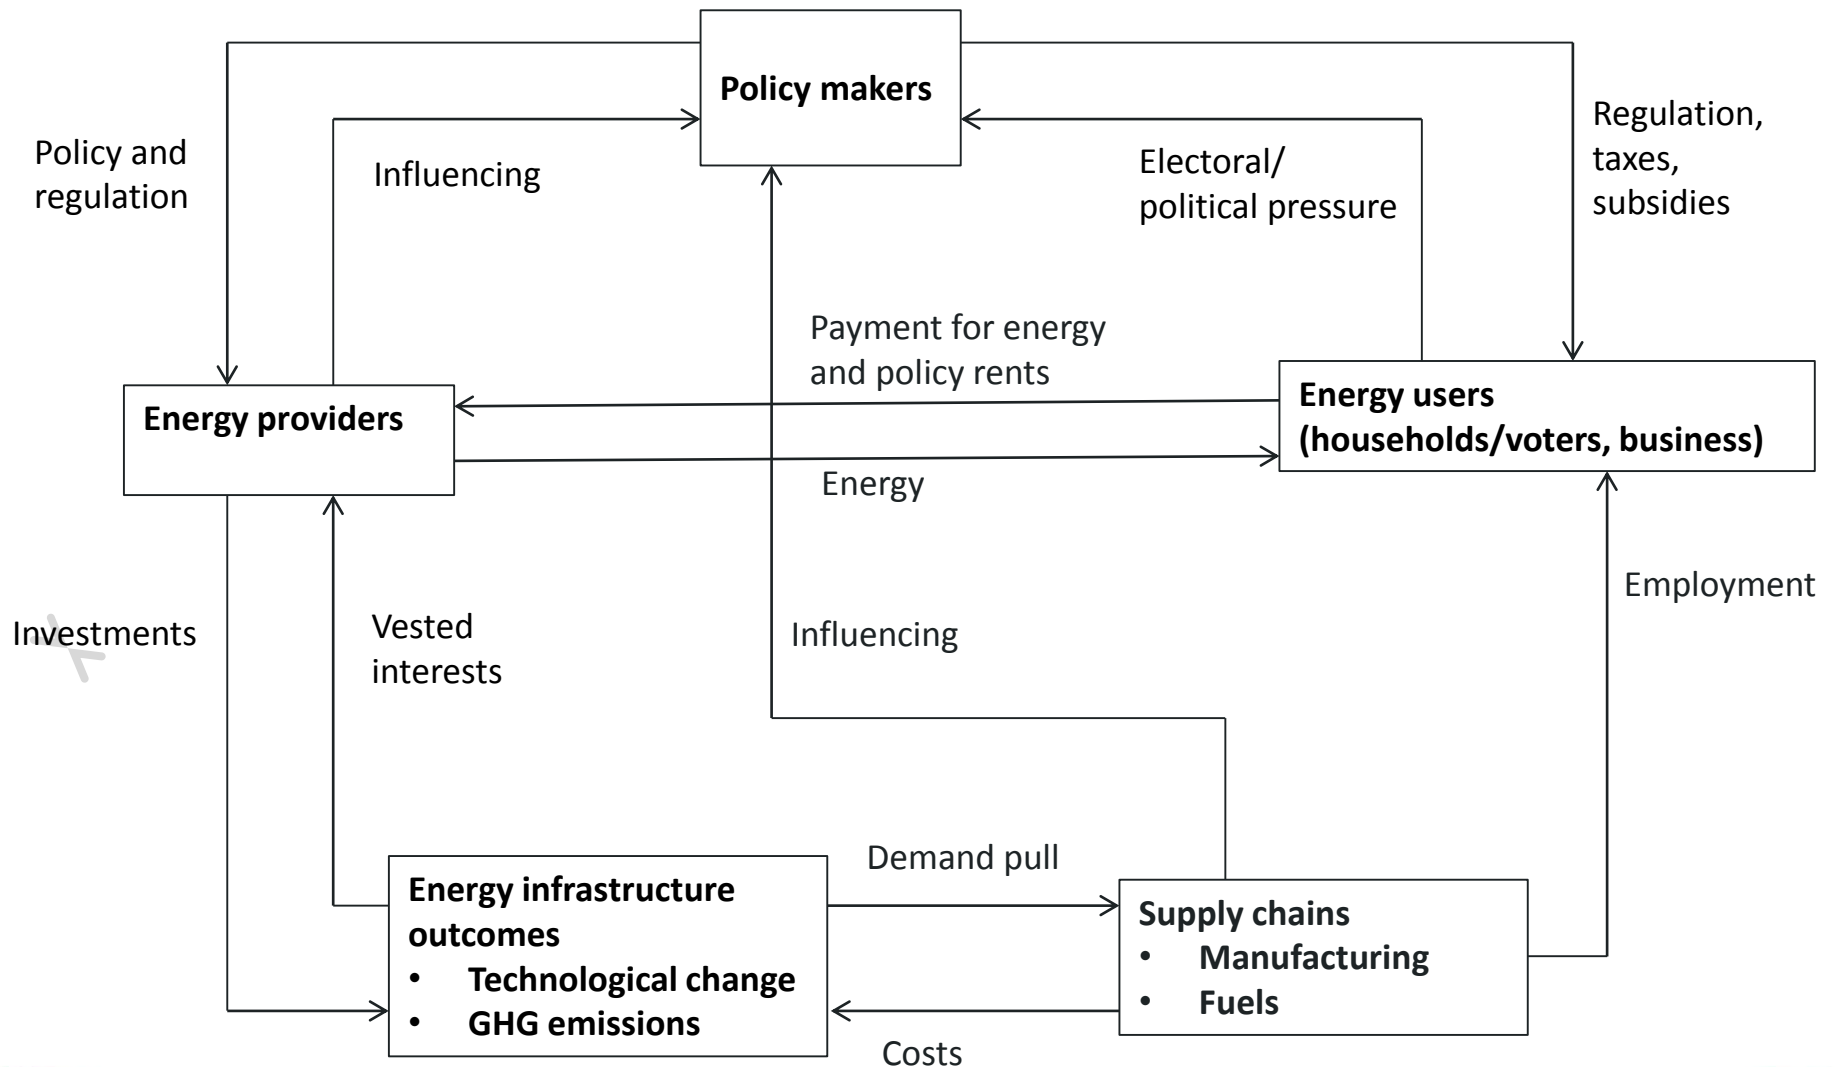 Policy makers
Policy and
regulation
Influencing
Electoral/
political pressure
Regulation,
taxes,
subsidies
Payment for energy
and policy rents
Energy providers
Energy users
(households/voters, business)
Energy
Investments
Vested
interests
Influencing
Employment
Demand pull
Energy infrastructure
outcomes
• Technological change
• GHG emissions
Supply chains
• Manufacturing
• Fuels
Costs